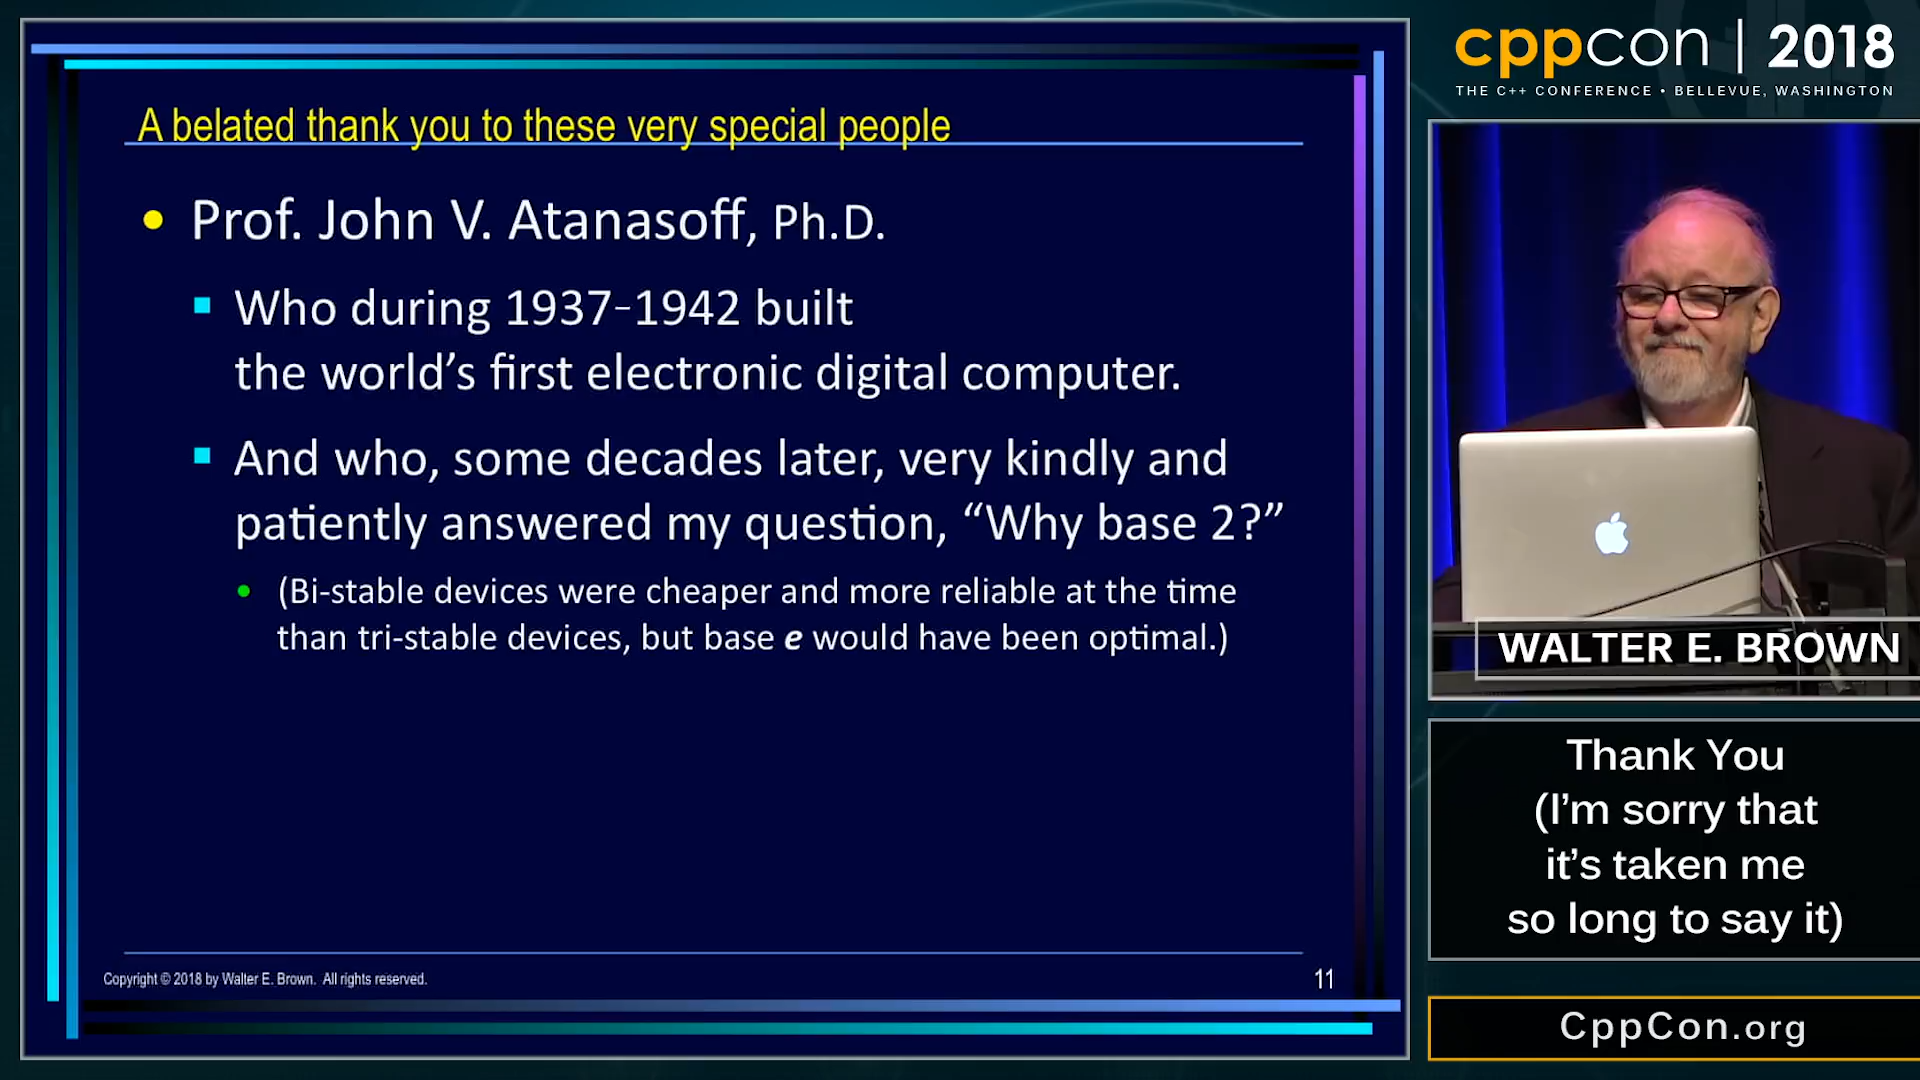 A belated thank you to these very special people
• Prof. John V. Atanasoff, Ph.D.
▪ Who during 1937-1942 built
the world’s first electronic digital computer.
▪ And who, some decades later, very kindly and
patiently answered my question, “Why base 2?”
• (Bi-stable devices were cheaper and more reliable at the time
than tri-stable devices, but base e would have been optimal.)
Copyright © 2018 by Walter E. Brown. All rights reserved.
11
cppcon | 2018
THE C++ CONFERENCE • BELLEVUE, WASHINGTON
WALTER E. BROWN
Thank You
(I’m sorry that
it’s taken me
so long to say it)
CppCon.org